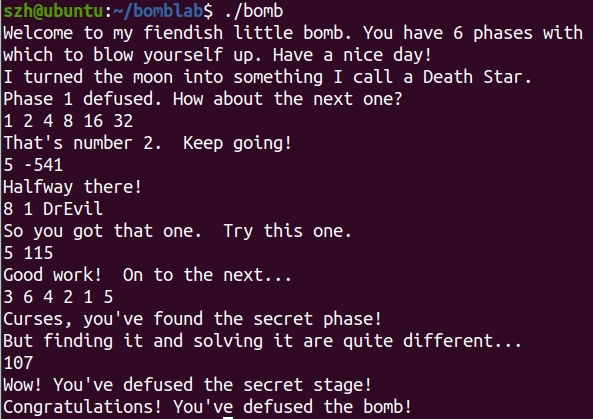 szh@ubuntu:~/bomblab$ ./bomb
Welcome to my fiendish little bomb. You have 6 phases with
which to blow yourself up. Have a nice day!
I turned the moon into something I call a Death Star.
Phase 1 defused. How about the next one?
1 2 4 8 16 32
That's number 2.  Keep going!
5 -541
Halfway there!
8 1 DrEvil
So you got that one.  Try this one.
5 115
Good work!  On to the next...
3 6 4 2 1 5
Curses, you've found the secret phase!
But finding it and solving it are quite different...
107
Wow! You've defused the secret stage!
Congratulations! You've defused the bomb!